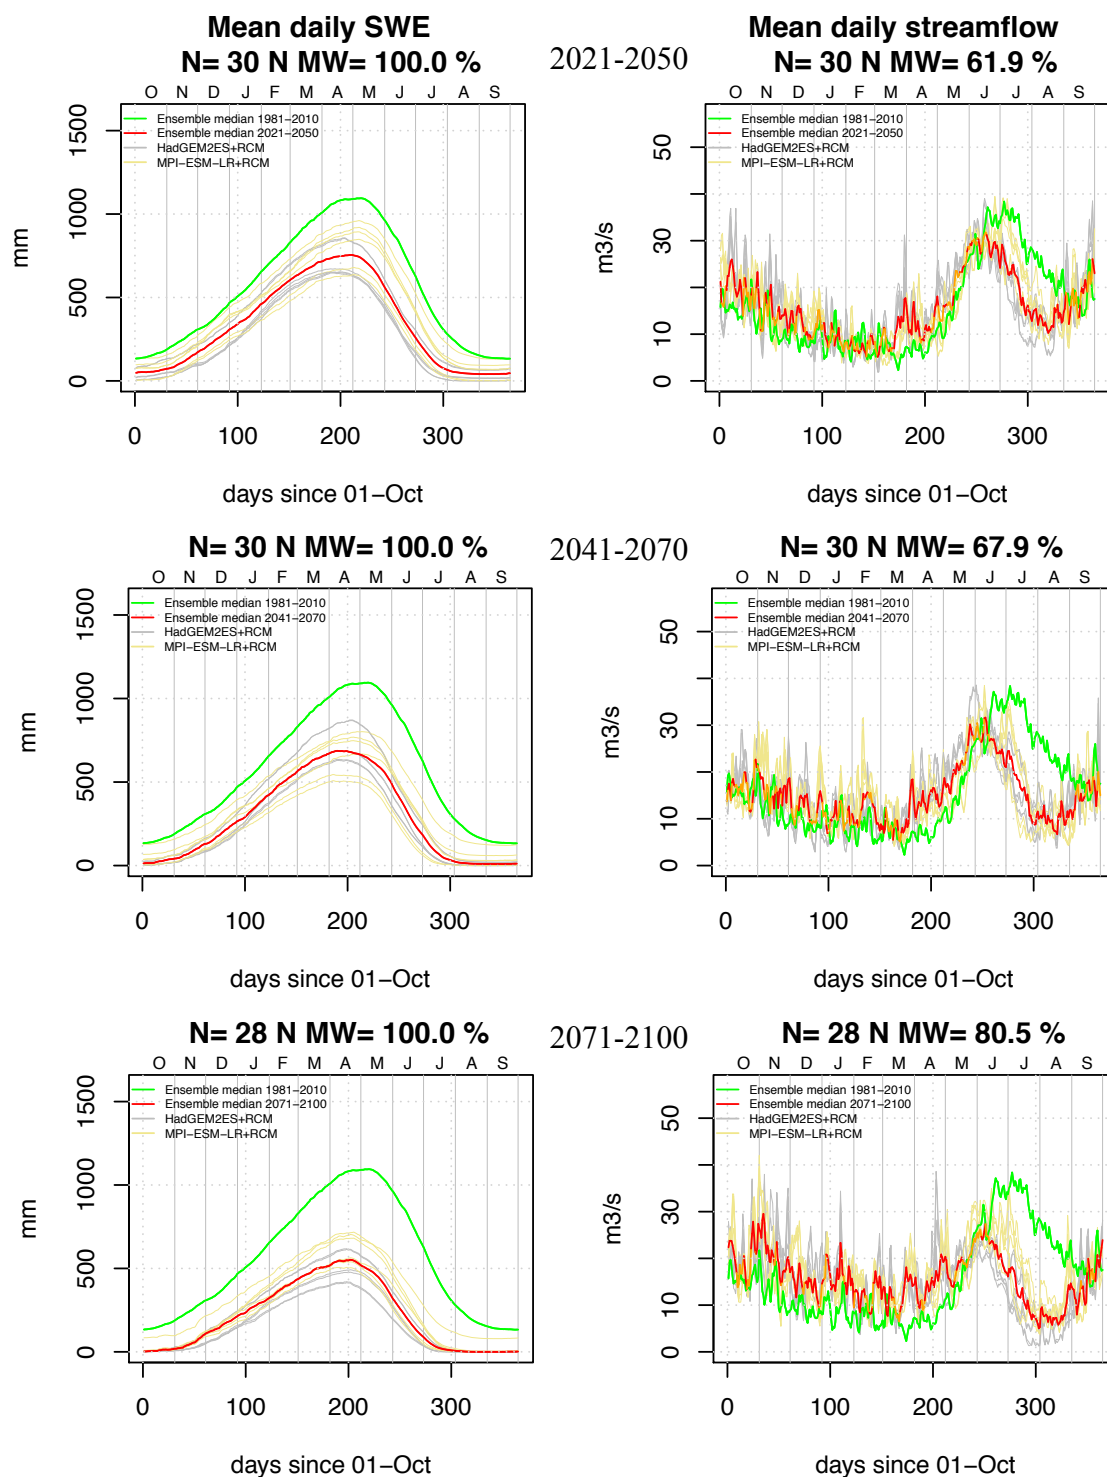 Mean daily SWE
N= 30 N MW= 100.0 %
2021-2050
Mean daily streamflow
N= 30 N MW= 61.9 %
O N D J F M A M J J A S
Ensemble median 1981-2010
Ensemble median 2021-2050
HadGEM2ES+RCM
MPI-ESM-LR+RCM
mm
0 500 1000 1500
0 100 200 300
days since 01-Oct
O N D J F M A M J J A S
Ensemble median 1981-2010
Ensemble median 2021-2050
HadGEM2ES+RCM
MPI-ESM-LR+RCM
m3/s
0 10 30 50
0 100 200 300
days since 01-Oct
N= 30 N MW= 100.0 %
2041-2070
N= 30 N MW= 67.9 %
O N D J F M A M J J A S
Ensemble median 1981-2010
Ensemble median 2041-2070
HadGEM2ES+RCM
MPI-ESM-LR+RCM
mm
0 500 1000 1500
0 100 200 300
days since 01-Oct
O N D J F M A M J J A S
Ensemble median 1981-2010
Ensemble median 2041-2070
HadGEM2ES+RCM
MPI-ESM-LR+RCM
m3/s
0 10 30 50
0 100 200 300
days since 01-Oct
N= 28 N MW= 100.0 %
2071-2100
N= 28 N MW= 80.5 %
O N D J F M A M J J A S
Ensemble median 1981-2010
Ensemble median 2071-2100
HadGEM2ES+RCM
MPI-ESM-LR+RCM
mm
0 500 1000 1500
0 100 200 300
days since 01-Oct
O N D J F M A M J J A S
Ensemble median 1981-2010
Ensemble median 2071-2100
HadGEM2ES+RCM
MPI-ESM-LR+RCM
m3/s
0 10 30 50
0 100 200 300
days since 01-Oct